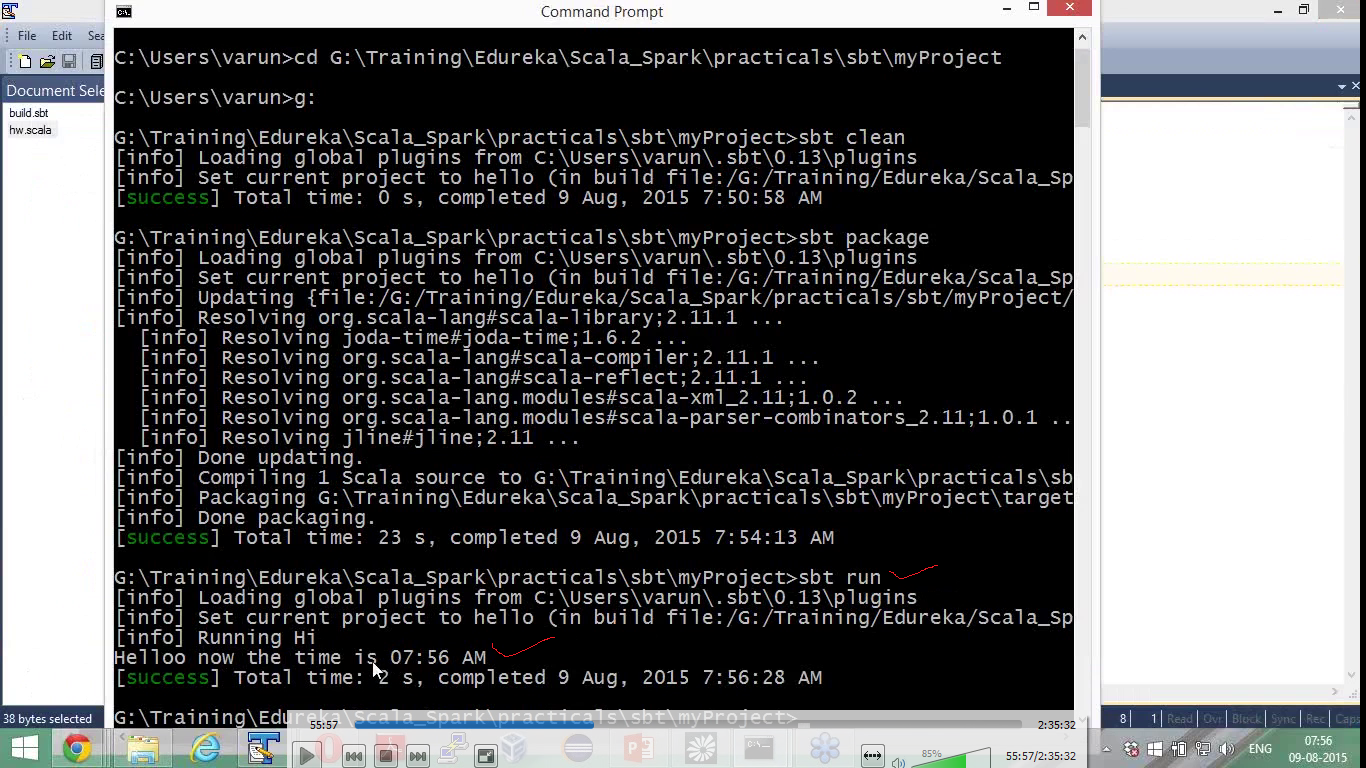 Command Prompt
File Edit Sea
Document Sele
build.sbt
hw.scala
C:\Users\varun>cd G:\Training\Edureka\Scala_Spark\practicals\sbt\myProject
C:\Users\varun>g:
G:\Training\Edureka\Scala_Spark\practicals\sbt\myProject>sbt clean
[info] Loading global plugins from C:\Users\varun\.sbt\0.13\plugins
[info] Set current project to hello (in build file:/G:/Training/Edureka/Scala_Sp
[success] Total time: 0 s, completed 9 Aug, 2015 7:50:58 AM
G:\Training\Edureka\Scala_Spark\practicals\sbt\myProject>sbt package
[info] Loading global plugins from C:\Users\varun\.sbt\0.13\plugins
[info] Set current project to hello (in build file:/G:/Training/Edureka/Scala_Sp
[info] Updating {file:/G:/Training/Edureka/Scala_Spark/practicals/sbt/myProject/
[info] Resolving org.scala-lang#scala-library;2.11.1 ...
[info] Resolving joda-time#joda-time;1.6.2 ...
[info] Resolving org.scala-lang#scala-compiler;2.11.1 ...
[info] Resolving org.scala-lang#scala-reflect;2.11.1 ...
[info] Resolving org.scala-lang.modules#scala-xml_2.11;1.0.2 ...
[info] Resolving org.scala-lang.modules#scala-parser-combinators_2.11;1.0.1 ..
[info] Resolving jline#jline;2.11 ...
[info] Done updating.
[info] Compiling 1 Scala source to G:\Training\Edureka\Scala_Spark\practicals\sb
[info] Packaging G:\Training\Edureka\Scala_Spark\practicals\sbt\myProject\target
[info] Done packaging.
[success] Total time: 23 s, completed 9 Aug, 2015 7:54:13 AM
G:\Training\Edureka\Scala_Spark\practicals\sbt\myProject>sbt run
[info] Loading global plugins from C:\Users\varun\.sbt\0.13\plugins
[info] Set current project to hello (in build file:/G:/Training/Edureka/Scala_Sp
[info] Running Hi
Helloo now the time is 07:56 AM
[success] Total time: 2 s, completed 9 Aug, 2015 7:56:28 AM
G:\Training\Edureka\Scala_Spark\practicals\sbt\myProject>
38 bytes selected
8 1 Read Ovr Block Sync Rec Caps
55:57 2:35:32
85% 55:57/2:35:32
ENG 07:56
09-08-2015